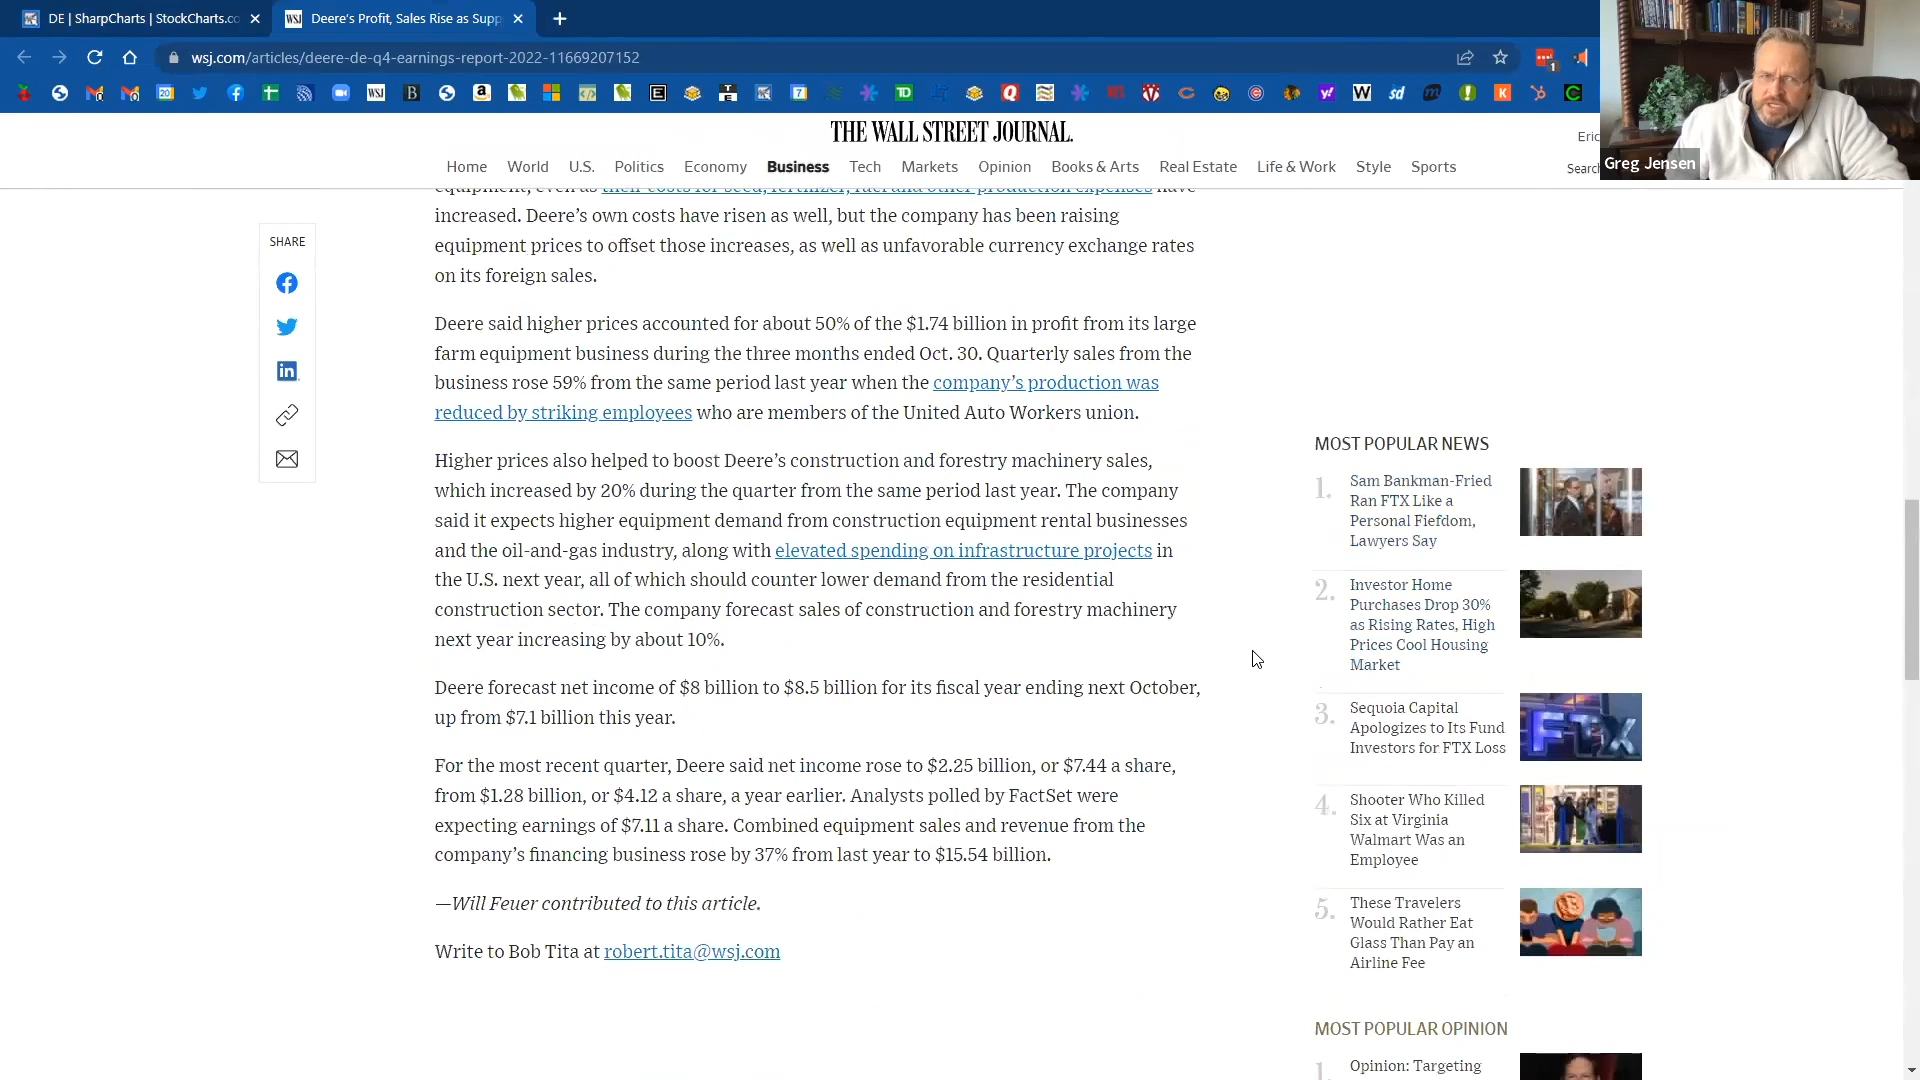 DE | SharpCharts | StockCharts.co
WSJ Deere's Profit, Sales Rise as Supp
wsj.com/articles/deere-de-q4-earnings-report-2022-11669207152
THE WALL STREET JOURNAL.
Eric
Home World U.S. Politics Economy Business Tech Markets Opinion Books & Arts Real Estate Life & Work Style Sports
Search
Greg Jensen
SHARE
equipment, even as their costs for seed, fertilizer, fuel and other production expenses have
increased. Deere’s own costs have risen as well, but the company has been raising
equipment prices to offset those increases, as well as unfavorable currency exchange rates
on its foreign sales.
Deere said higher prices accounted for about 50% of the $1.74 billion in profit from its large
farm equipment business during the three months ended Oct. 30. Quarterly sales from the
business rose 59% from the same period last year when the company’s production was
reduced by striking employees who are members of the United Auto Workers union.
Higher prices also helped to boost Deere’s construction and forestry machinery sales,
which increased by 20% during the quarter from the same period last year. The company
said it expects higher equipment demand from construction equipment rental businesses
and the oil-and-gas industry, along with elevated spending on infrastructure projects in
the U.S. next year, all of which should counter lower demand from the residential
construction sector. The company forecast sales of construction and forestry machinery
next year increasing by about 10%.
Deere forecast net income of $8 billion to $8.5 billion for its fiscal year ending next October,
up from $7.1 billion this year.
For the most recent quarter, Deere said net income rose to $2.25 billion, or $7.44 a share,
from $1.28 billion, or $4.12 a share, a year earlier. Analysts polled by FactSet were
expecting earnings of $7.11 a share. Combined equipment sales and revenue from the
company’s financing business rose by 37% from last year to $15.54 billion.
—Will Feuer contributed to this article.
Write to Bob Tita at robert.tita@wsj.com
MOST POPULAR NEWS
1. Sam Bankman-Fried
Ran FTX Like a
Personal Fiefdom,
Lawyers Say
2. Investor Home
Purchases Drop 30%
as Rising Rates, High
Prices Cool Housing
Market
3. Sequoia Capital
Apologizes to Its Fund
Investors for FTX Loss
FTX
4. Shooter Who Killed
Six at Virginia
Walmart Was an
Employee
5. These Travelers
Would Rather Eat
Glass Than Pay an
Airline Fee
MOST POPULAR OPINION
1. Opinion: Targeting